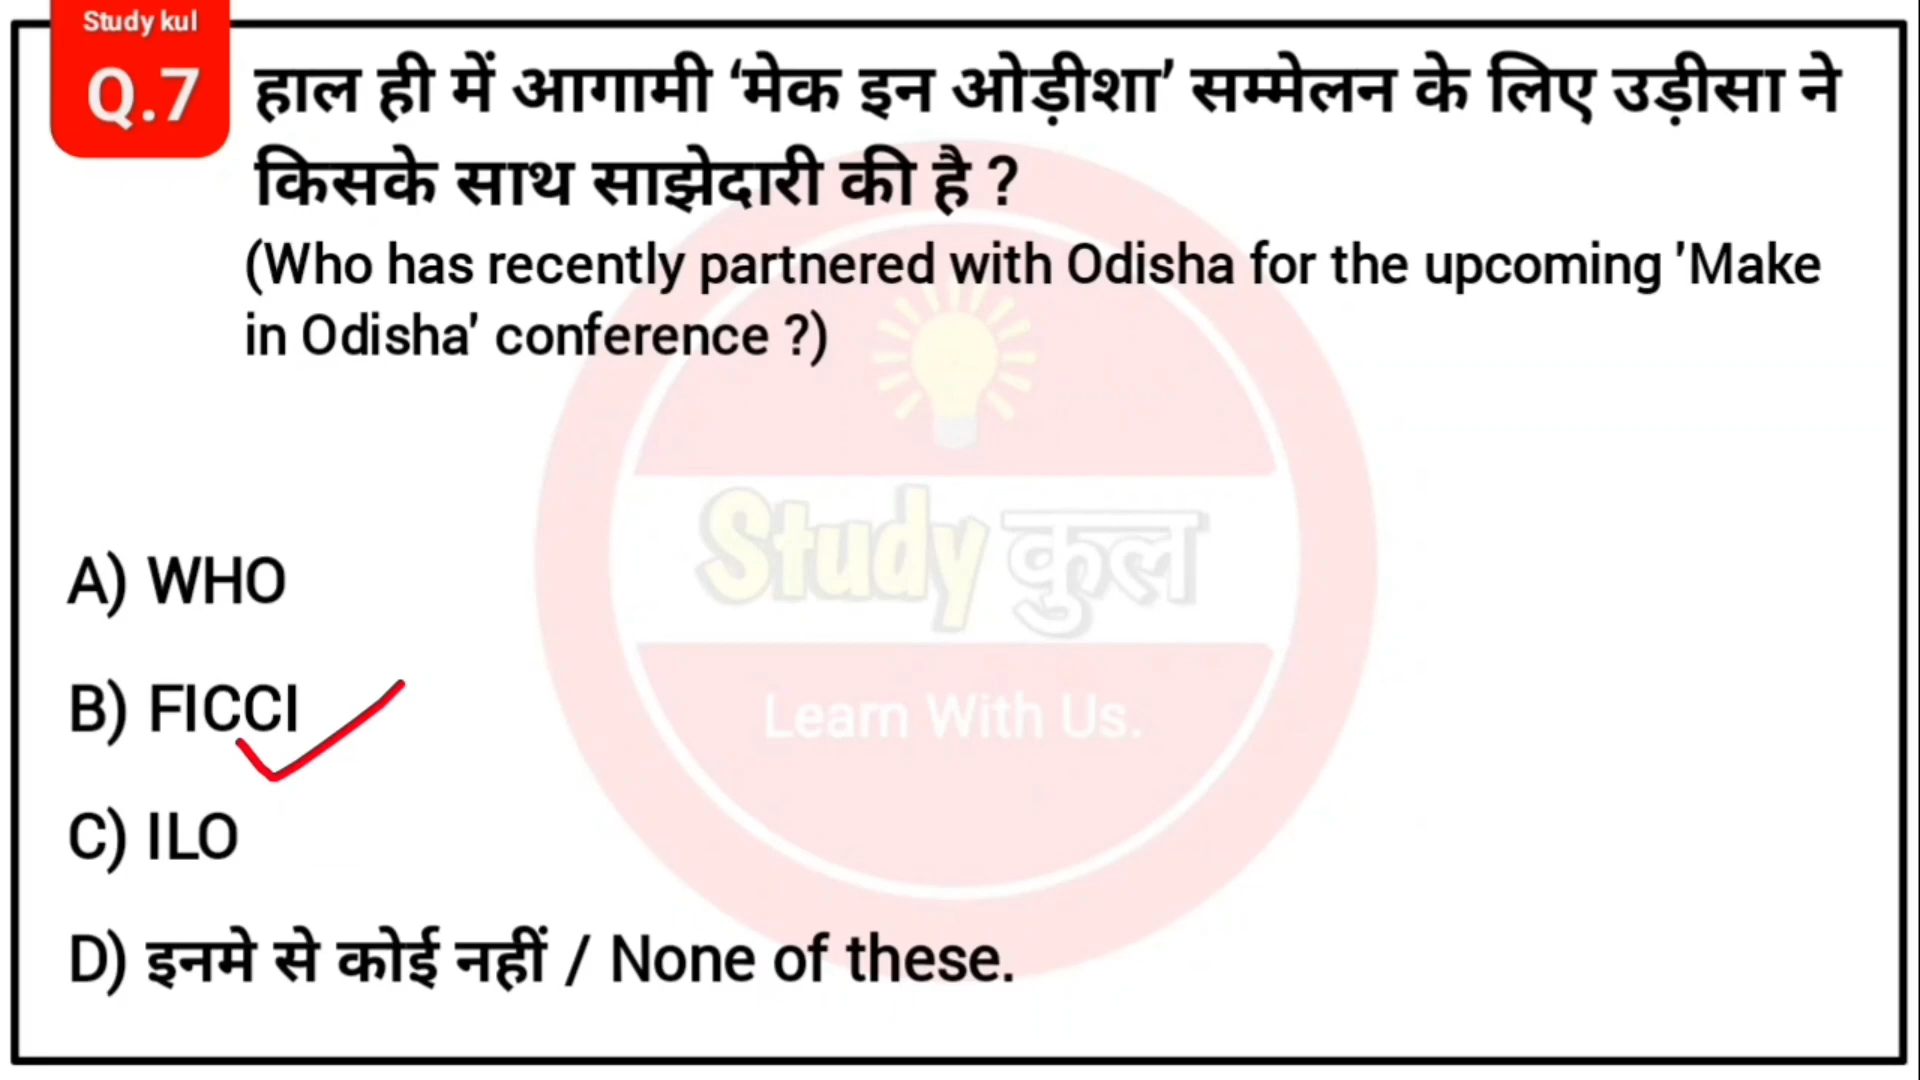 Study kul
Q.7
हाल ही में आगामी ‘मेक इन ओड़ीशा’ सम्मेलन के लिए उड़ीसा ने
किसके साथ साझेदारी की है ?
(Who has recently partnered with Odisha for the upcoming 'Make
in Odisha' conference ?)
Study कुल
Learn With Us.
A) WHO
B) FICCI
C) ILO
D) इनमे से कोई नहीं / None of these.